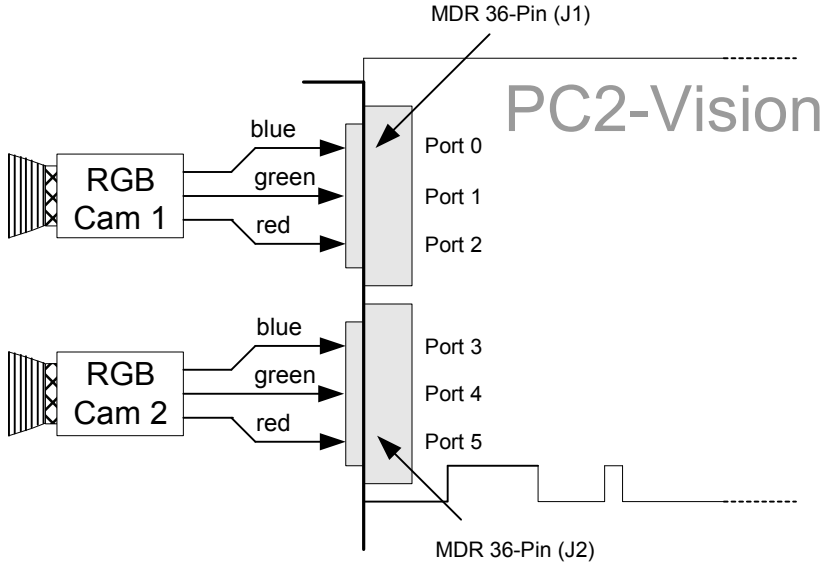 MDR 36-Pin (J1)
PC2-Vision
blue
Port 0
RGB
Cam 1
green
Port 1
red
Port 2
blue
Port 3
RGB
Cam 2
green
Port 4
red
Port 5
MDR 36-Pin (J2)